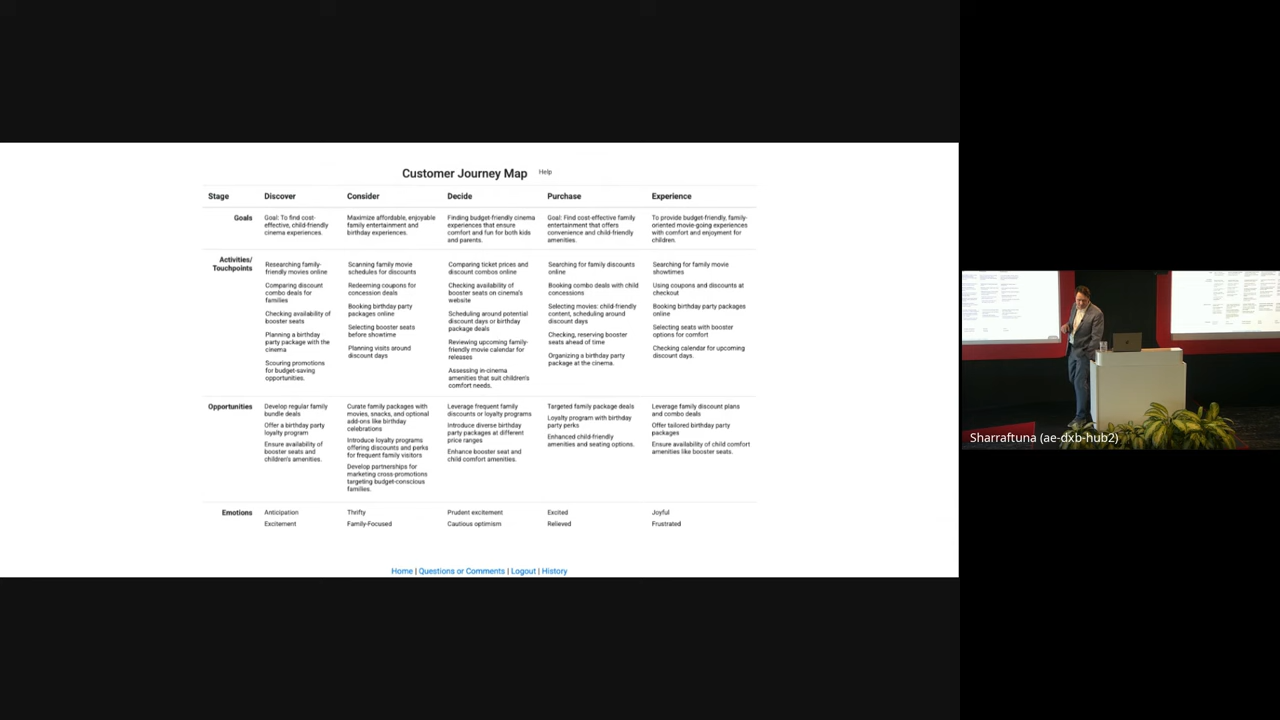 Customer Journey Map Help
Stage Discover Consider Decide Purchase Experience
Goals
Goal: To find cost-
effective, child-friendly
cinema experiences.
Maximize affordable, enjoyable
family entertainment and
birthday experiences.
Finding budget-friendly cinema
experiences that ensure
comfort and fun for both kids
and parents.
Goal: Find cost-effective family
entertainment that offers
convenience and child-friendly
amenities.
To provide budget-friendly, family-
oriented movie-going experiences
with comfort and enjoyment for
children.
Activities/
Touchpoints
Researching family-
friendly movies online
Comparing discount
combo deals for
families
Checking availability of
booster seats
Planning a birthday
party package with the
cinema
Scouring promotions
for budget-saving
opportunities.
Scanning family movie
schedules for discounts
Redeeming coupons for
concession deals
Booking birthday party
packages online
Selecting booster seats
before showtime
Planning visits around
discount days
Comparing ticket prices and
discount combos online
Checking availability of
booster seats on cinema's
website
Scheduling around potential
discount days or birthday
package deals
Reviewing upcoming family-
friendly movie calendar for
releases
Assessing in-cinema
amenities that suit children's
comfort needs.
Searching for family discounts
online
Booking combo deals with child
concessions
Selecting movies: child-friendly
content, scheduling around
discount days
Checking, reserving booster
seats ahead of time
Organizing a birthday party
package at the cinema.
Searching for family movie
showtimes
Using coupons and discounts at
checkout
Booking birthday party packages
online
Selecting seats with booster
options for comfort
Checking calendar for upcoming
discount days.
Opportunities
Develop regular family
bundle deals
Offer a birthday party
loyalty program
Ensure availability of
booster seats and
children's amenities.
Curate family packages with
movies, snacks, and optional
add-ons like birthday
celebrations
Introduce loyalty programs
offering discounts and perks
for frequent family visitors
Develop partnerships for
marketing cross-promotions
targeting budget-conscious
families.
Leverage frequent family
discounts or loyalty programs
Introduce diverse birthday
party packages at different
price ranges
Enhance booster seat and
child comfort amenities.
Targeted family package deals
Loyalty program with birthday
party perks
Enhanced child-friendly
amenities and seating options.
Leverage family discount plans
and combo deals
Offer tailored birthday party
packages
Ensure availability of child comfort
amenities like booster seats.
Emotions
Anticipation
Excitement
Thrifty
Family-Focused
Prudent excitement
Cautious optimism
Excited
Relieved
Joyful
Frustrated
Home | Questions or Comments | Logout | History
Sharraftuna (ae-dxb-hub2)